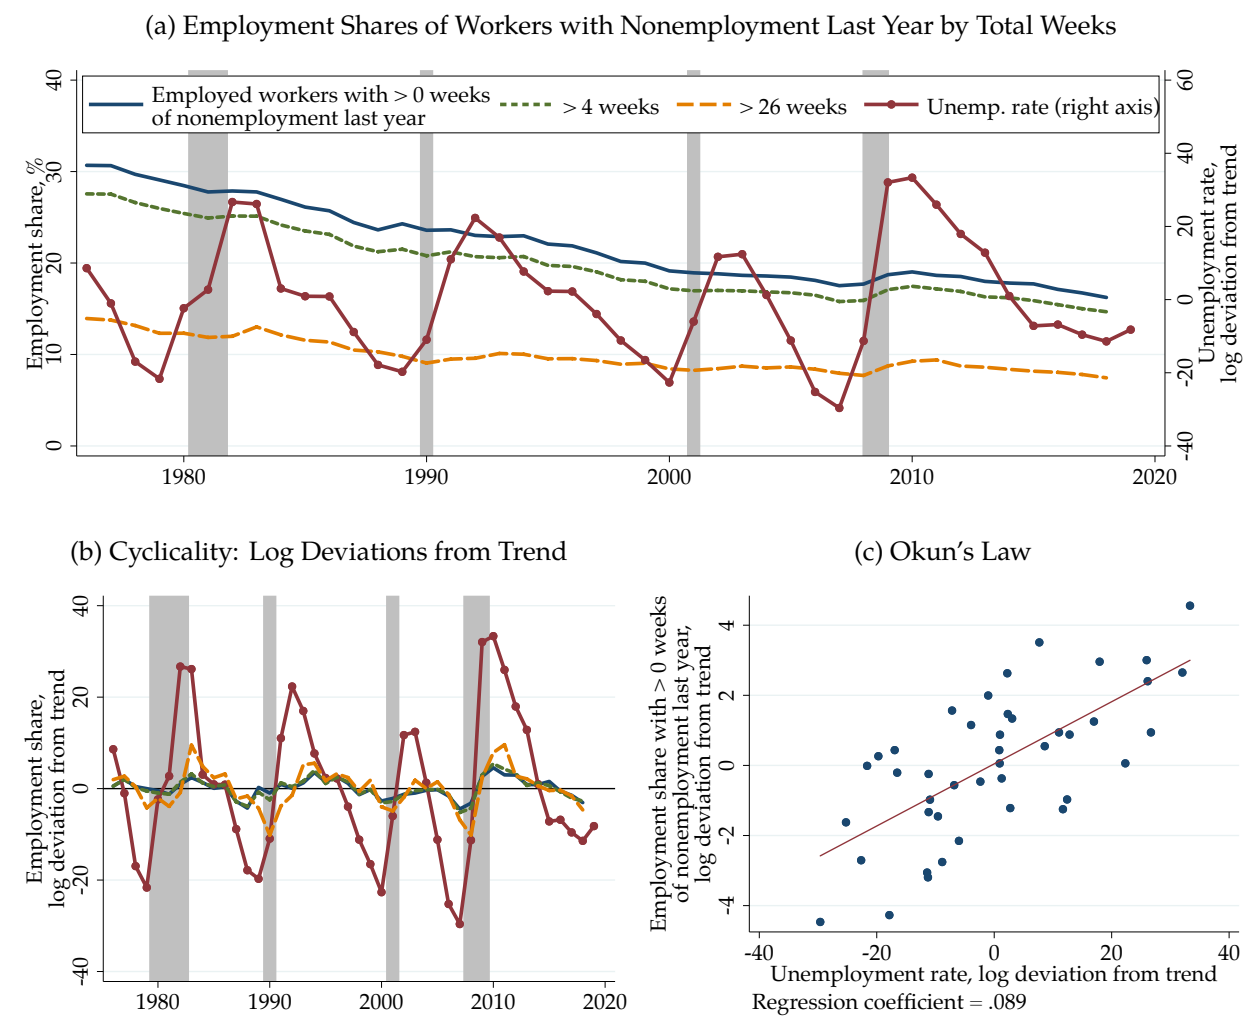 (a) Employment Shares of Workers with Nonemployment Last Year by Total Weeks
Employment share, %
40
30
20
10
0
Employed workers with > 0 weeks
of nonemployment last year
> 4 weeks
> 26 weeks
Unemp. rate (right axis)
60
40
20
0
-20
-40
Unemployment rate,
log deviation from trend
1980
1990
2000
2010
2020
(b) Cyclicality: Log Deviations from Trend
Employment share,
log deviation from trend
40
20
0
-20
-40
1980
1990
2000
2010
2020
(c) Okun's Law
Employment share with > 0 weeks
of nonemployment last year,
log deviation from trend
4
2
0
-2
-4
-40
-20
0
20
40
Unemployment rate, log deviation from trend
Regression coefficient = .089